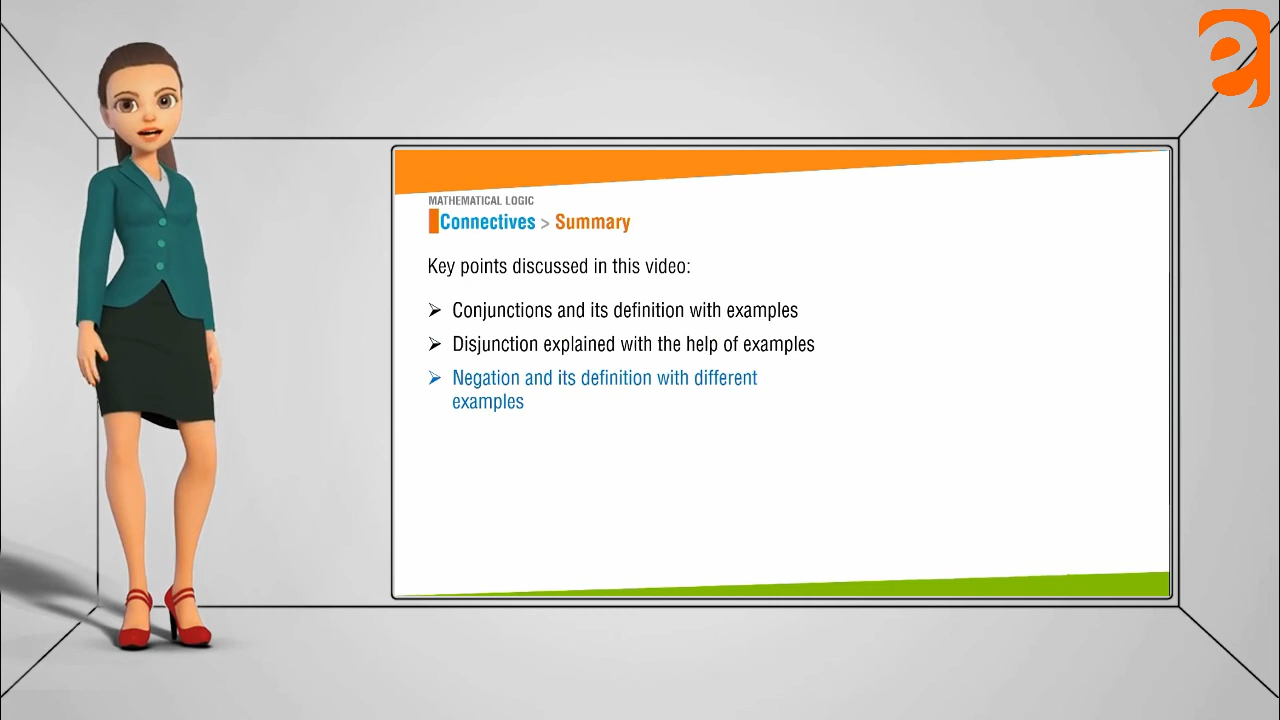 MATHEMATICAL LOGIC
Connectives > Summary
Key points discussed in this video:
➢ Conjunctions and its definition with examples
➢ Disjunction explained with the help of examples
➢ Negation and its definition with different
examples